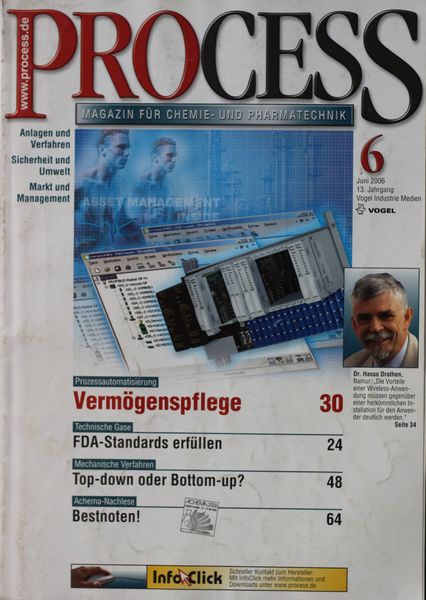 www.process.de
PROCESS
MAGAZIN FÜR CHEMIE- UND PHARMATECHNIK
Anlagen und
Verfahren
Sicherheit und
Umwelt
Markt und
Management
6
Juni 2006
13. Jahrgang
Vogel Industrie Medien
VOGEL
ASSET MANAGEMENT
INSIDE
Dr. Hasso Drathen,
Namur: „Die Vorteile
einer Wireless-Anwen-
dung müssen gegenüber
einer herkömmlichen In-
stallation für den Anwen-
der deutlich werden.“
Seite 34
Prozessautomatisierung
Vermögenspflege 30
Technische Gase
FDA-Standards erfüllen 24
Mechanische Verfahren
Top-down oder Bottom-up? 48
Achema-Nachlese
ACHEMA 2006
Bestnoten! 64
InfoClick
Schneller Kontakt zum Hersteller:
Mit InfoClick mehr Informationen und
Downloads unter www.process.de